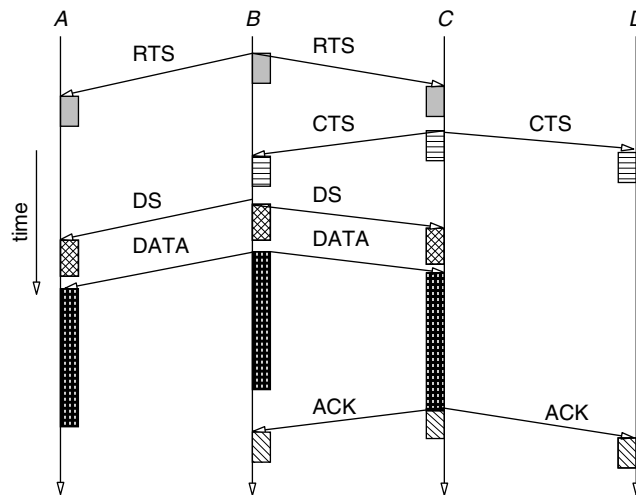 A B C D
RTS RTS
CTS CTS
DS DS
time
DATA DATA
ACK ACK